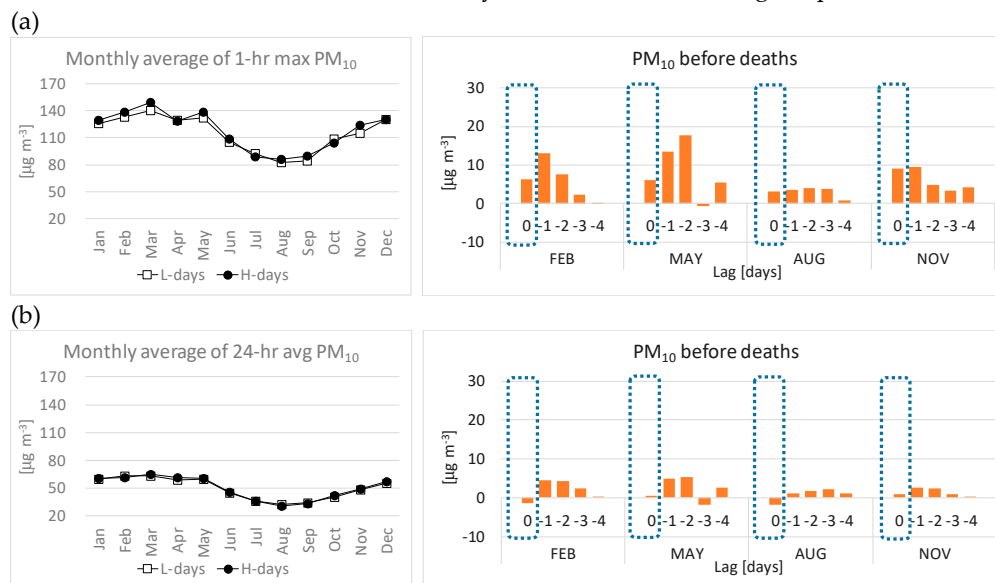 (a)
Monthly average of 1-hr max PM10
[µg m-3]
170
140
110
80
50
20
Jan
Feb
Mar
Apr
May
Jun
Jul
Aug
Sep
Oct
Nov
Dec
L-days H-days
PM10 before deaths
[µg m-3]
30
20
10
0
-10
0 -1 -2 -3 -4 0 -1 -2 -3 -4 0 -1 -2 -3 -4 0 -1 -2 -3 -4
FEB MAY AUG NOV
Lag [days]
(b)
Monthly average of 24-hr avg PM10
[µg m-3]
170
140
110
80
50
20
Jan
Feb
Mar
Apr
May
Jun
Jul
Aug
Sep
Oct
Nov
Dec
L-days H-days
PM10 before deaths
[µg m-3]
30
20
10
0
-10
0 -1 -2 -3 -4 0 -1 -2 -3 -4 0 -1 -2 -3 -4 0 -1 -2 -3 -4
FEB MAY AUG NOV
Lag [days]